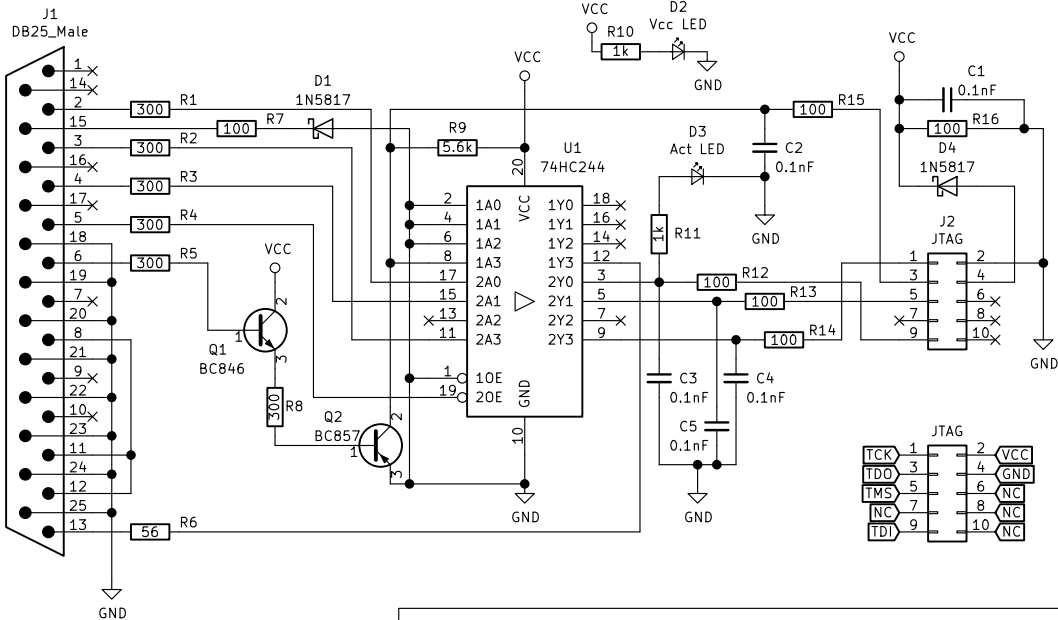 J1
DB25_Male
1
14
2
15
3
16
4
17
5
18
6
19
7
20
8
21
9
22
10
23
11
24
12
25
13
GND
300 R1
100 R7
D1
1N5817
300 R2
300 R3
300 R4
300 R5
56 R6
VCC
Q1
BC846
1
2
3
300 R8
Q2
BC857
1
2
3
VCC
R9
5.6k
U1
74HC244
20
VCC
2 1A0 1Y0 18
4 1A1 1Y1 16
6 1A2 1Y2 14
8 1A3 1Y3 12
17 2A0 2Y0 3
15 2A1 2Y1 5
13 2A2 2Y2 7
11 2A3 2Y3 9
1 1OE
19 2OE
GND
10
GND
VCC
R10
1k
D2
Vcc LED
GND
D3
Act LED
1k R11
C2
0.1nF
GND
100 R15
100 R12
100 R13
100 R14
C3
0.1nF
C4
0.1nF
C5
0.1nF
GND
VCC
C1
0.1nF
100 R16
D4
1N5817
J2
JTAG
1 2
3 4
5 6
7 8
9 10
GND
JTAG
TCK 1 2 VCC
TDO 3 4 GND
TMS 5 6 NC
NC 7 8 NC
TDI 9 10 NC